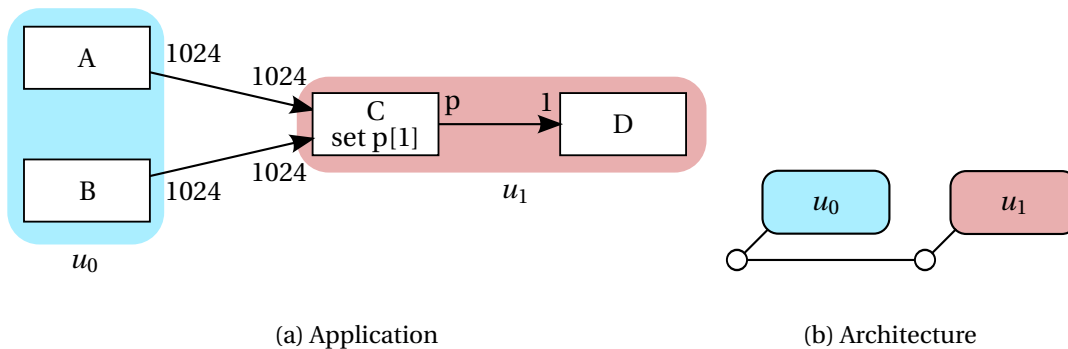 A
1024
1024
B
1024
1024
u0
C
set p[1]
p
1
D
u1
u0
u1
(a) Application
(b) Architecture